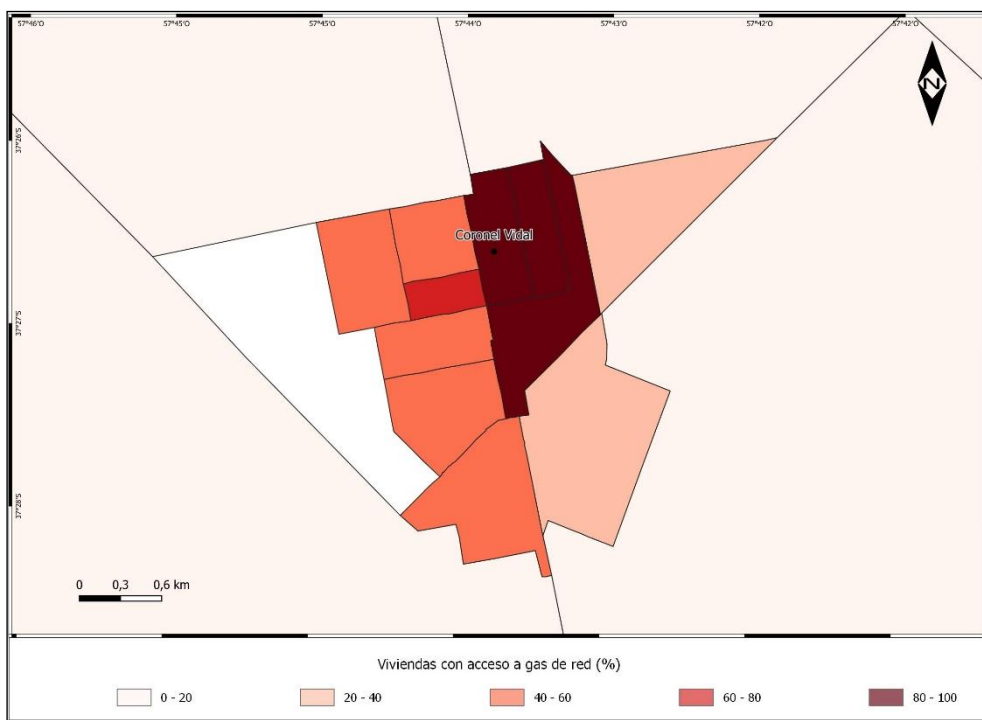 57°46'O 57°45'O 57°45'O 57°44'O 57°43'O 57°42'O 57°42'O
N
37°26'S
Coronel Vidal
37°27'S
37°28'S
0 0,3 0,6 km
Viviendas con acceso a gas de red (%)
0 - 20 20 - 40 40 - 60 60 - 80 80 - 100